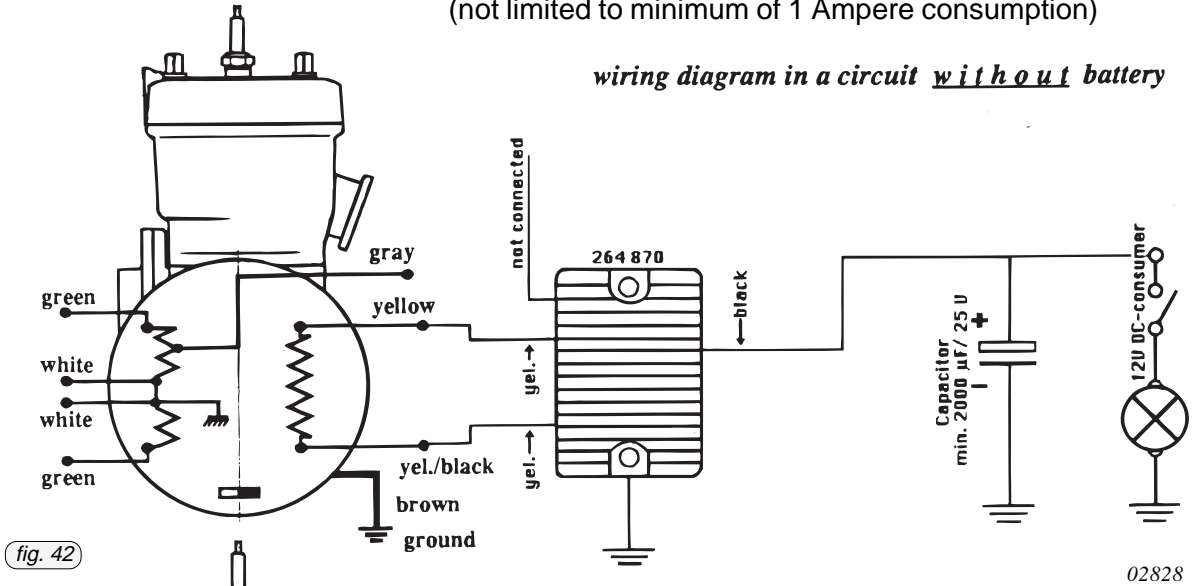 (not limited to minimum of 1 Ampere consumption)
wiring diagram in a circuit without battery
not connected
264 870
gray
black
12V DC-consumer
green
yellow
yel.
Capacitor
min. 2000 µF/ 25 V
+
-
white
white
yel.
green
yel./black
brown
ground
fig. 42
02828